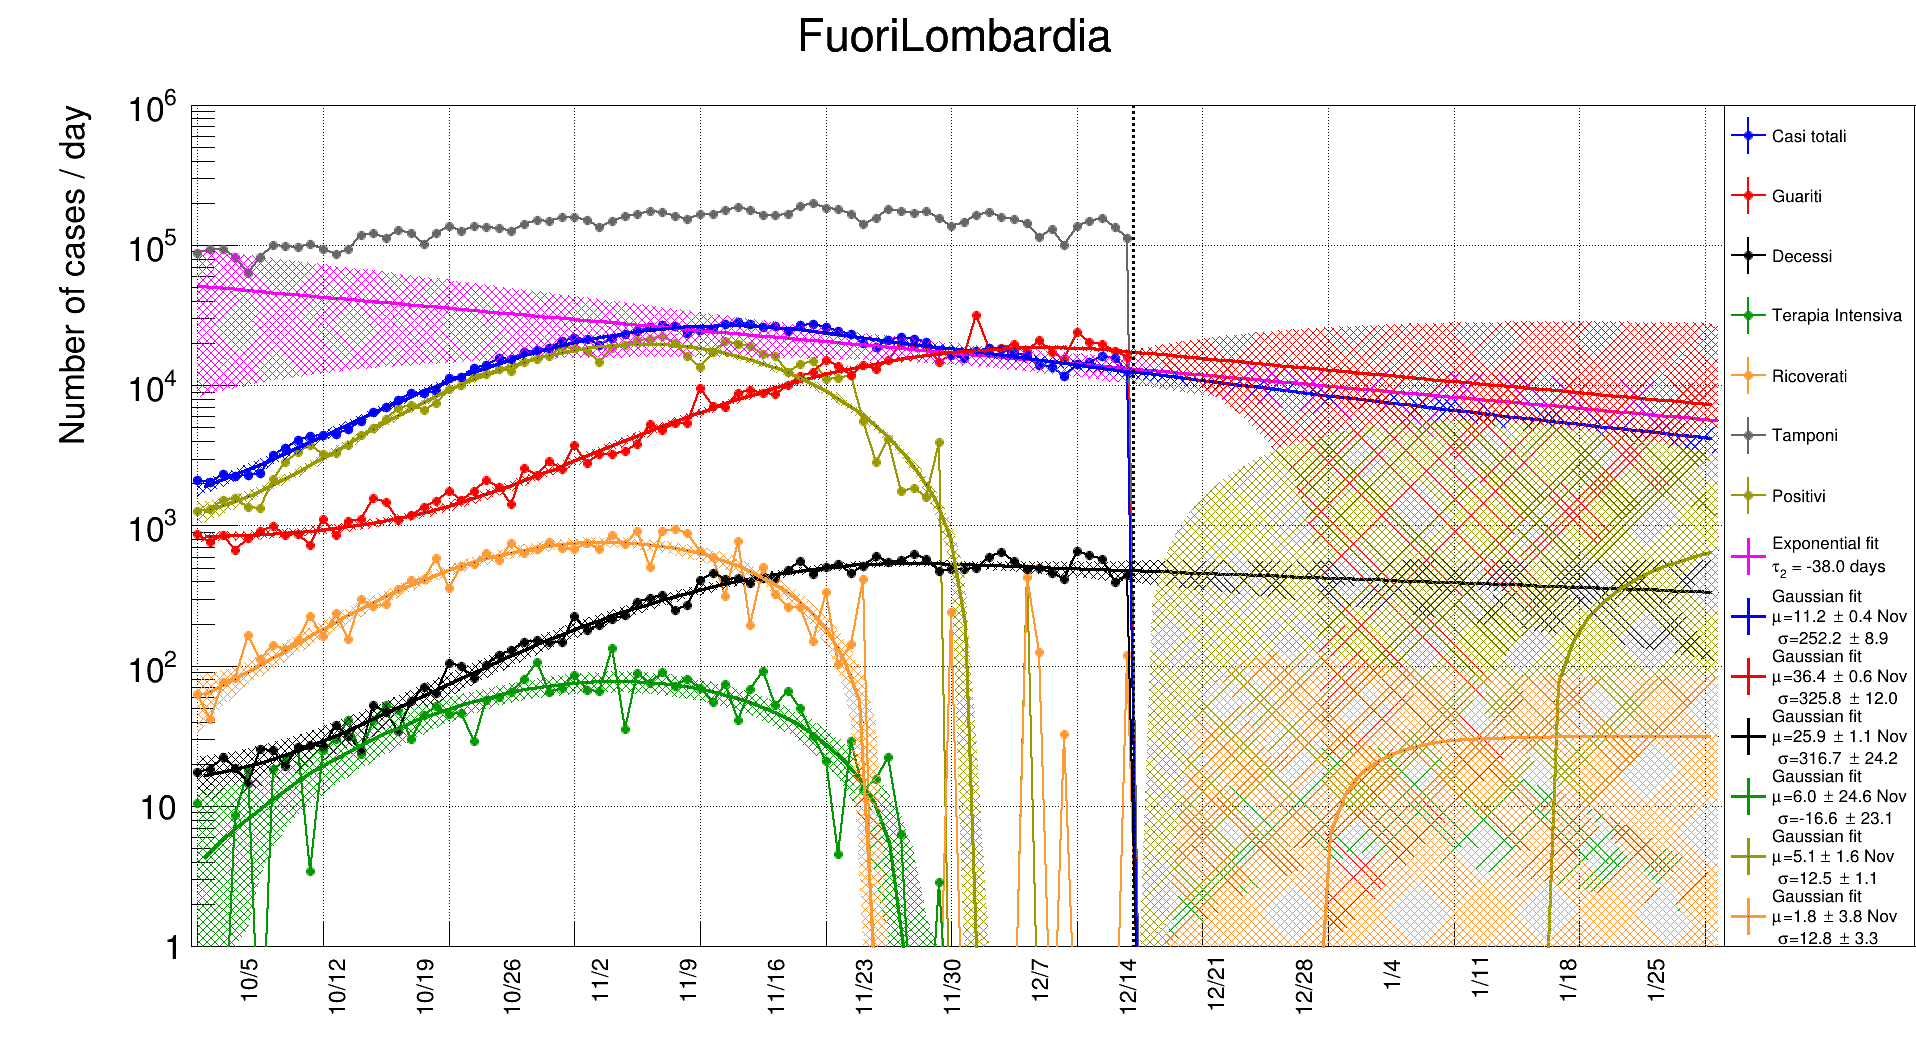 FuoriLombardia
Number of cases / day
10^6
10^5
10^4
10^3
10^2
10
1
10/5
10/12
10/19
10/26
11/2
11/9
11/16
11/23
11/30
12/7
12/14
12/21
12/28
1/4
1/11
1/18
1/25
Casi totali
Guariti
Decessi
Terapia Intensiva
Ricoverati
Tamponi
Positivi
Exponential fit
τ₂ = -38.0 days
Gaussian fit
μ=11.2 ± 0.4 Nov
σ=252.2 ± 8.9
Gaussian fit
μ=36.4 ± 0.6 Nov
σ=325.8 ± 12.0
Gaussian fit
μ=25.9 ± 1.1 Nov
σ=316.7 ± 24.2
Gaussian fit
μ=6.0 ± 24.6 Nov
σ=-16.6 ± 23.1
Gaussian fit
μ=5.1 ± 1.6 Nov
σ=12.5 ± 1.1
Gaussian fit
μ=1.8 ± 3.8 Nov
σ=12.8 ± 3.3